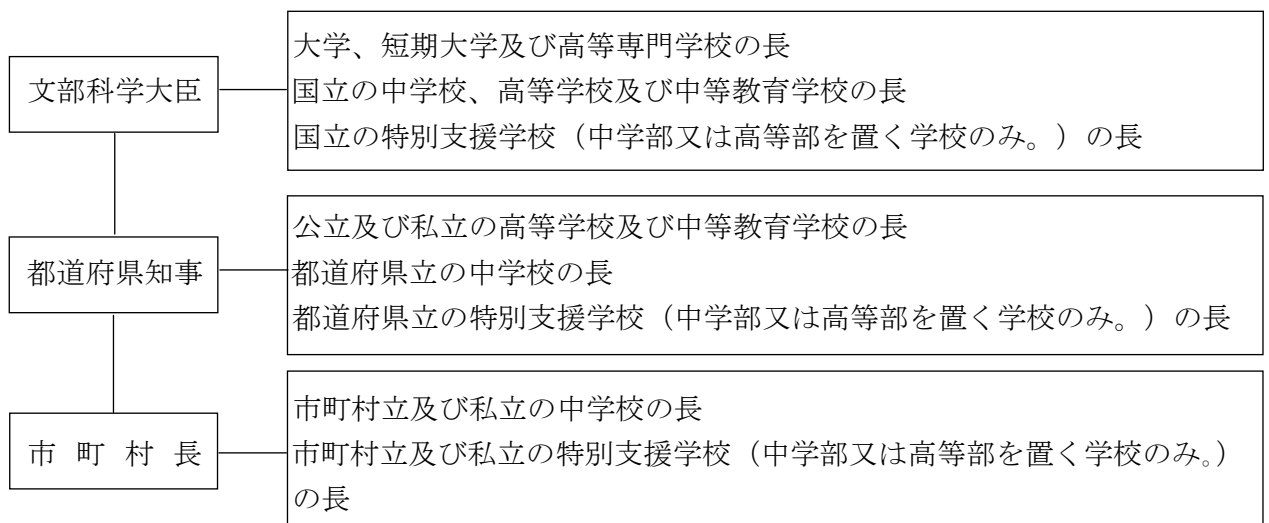 文部科学大臣
大学、短期大学及び高等専門学校の長
国立の中学校、高等学校及び中等教育学校の長
国立の特別支援学校（中学部又は高等部を置く学校のみ。）の長
都道府県知事
公立及び私立の高等学校及び中等教育学校の長
都道府県立の中学校の長
都道府県立の特別支援学校（中学部又は高等部を置く学校のみ。）の長
市町村長
市町村立及び私立の中学校の長
市町村立及び私立の特別支援学校（中学部又は高等部を置く学校のみ。）
の長